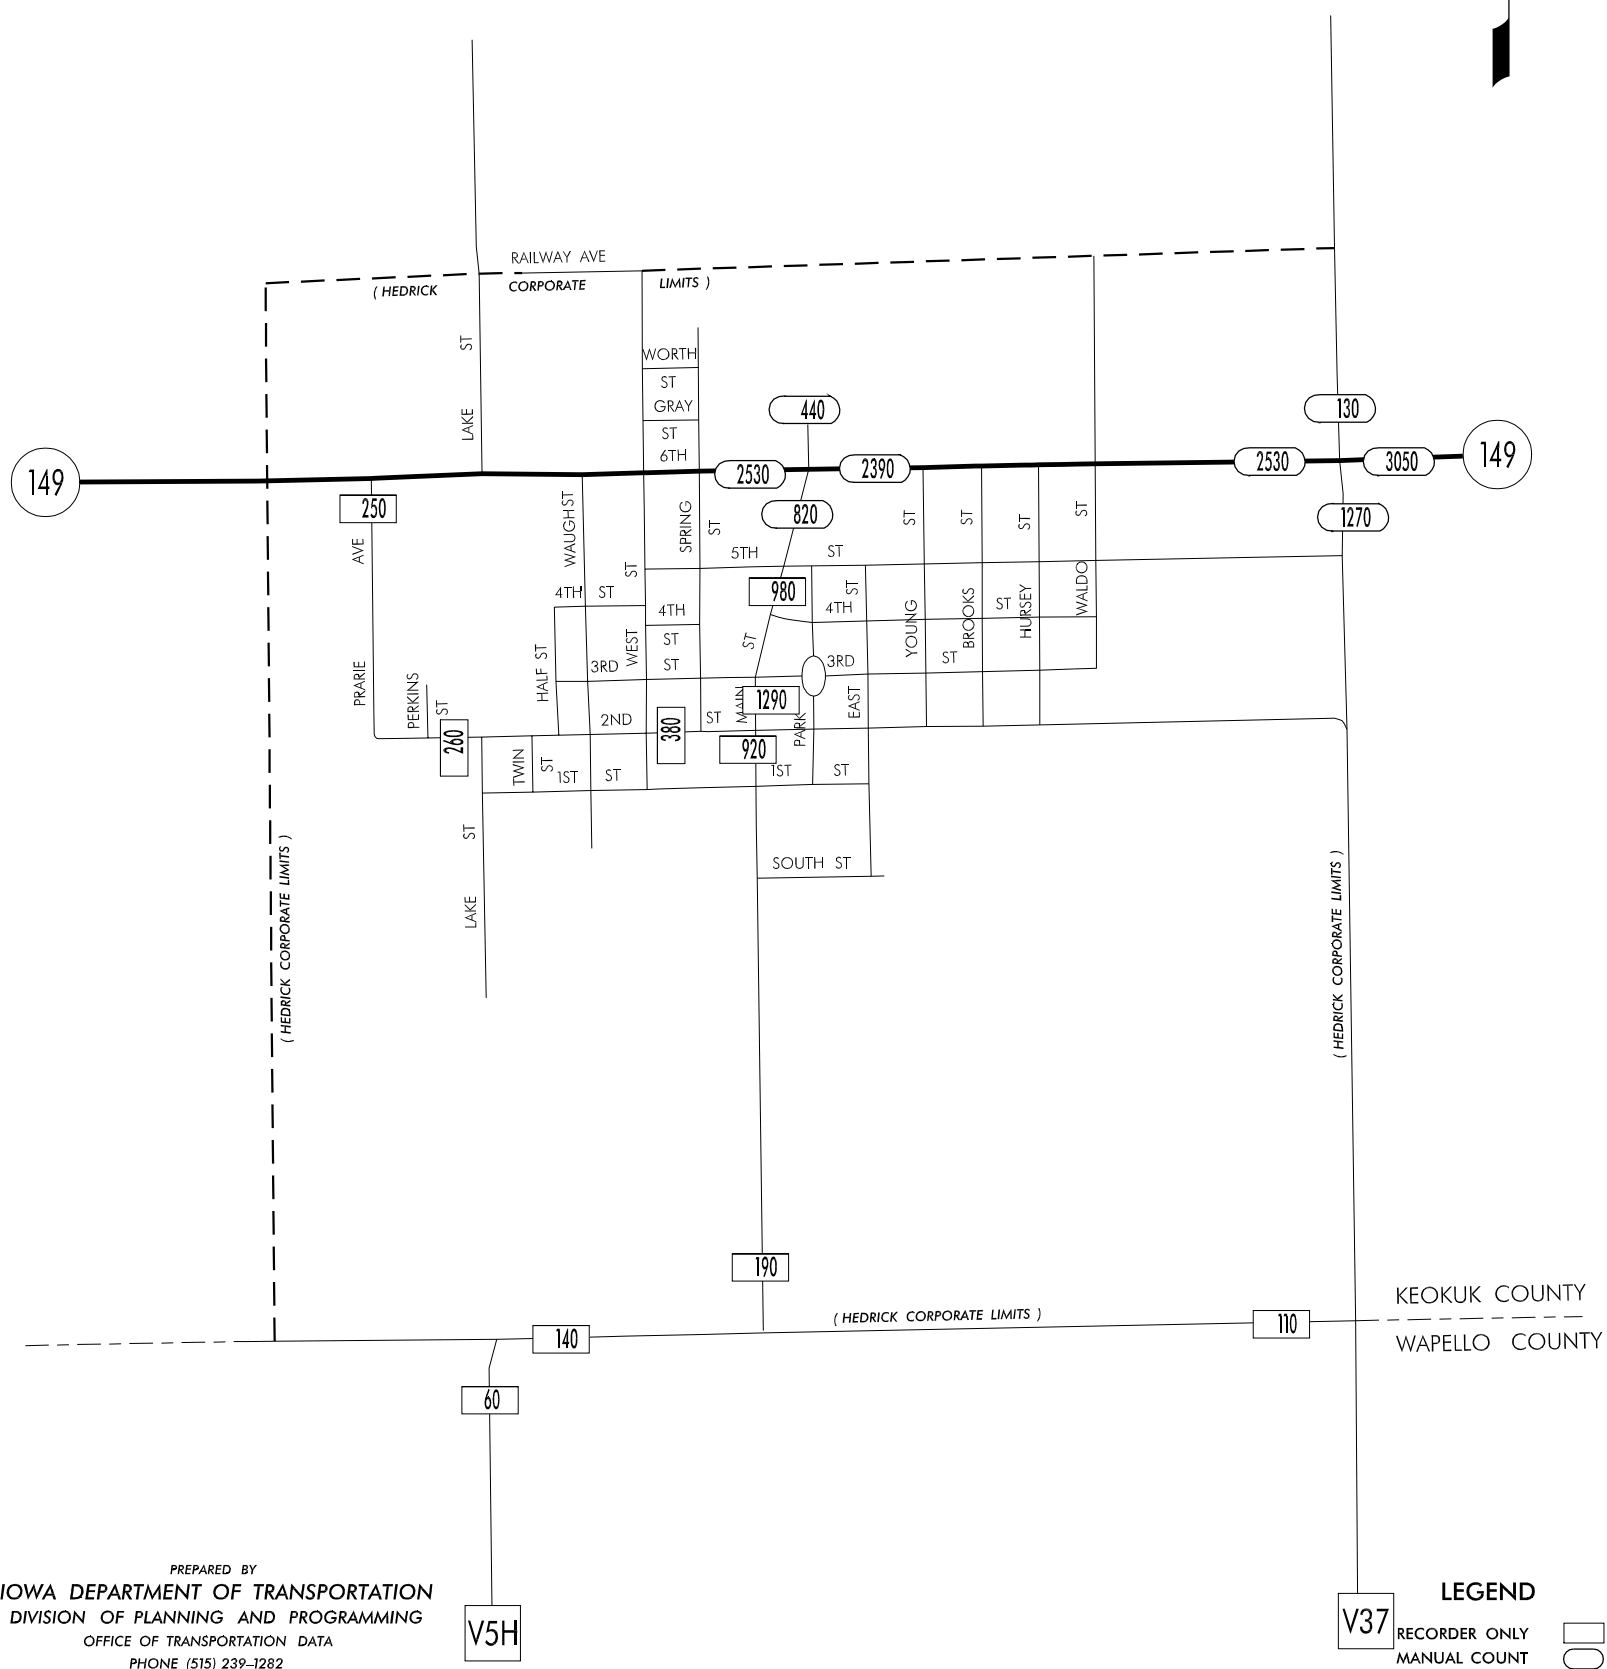 RAILWAY AVE
( HEDRICK CORPORATE LIMITS )
LAKE ST
WORTH
ST
GRAY
ST
6TH
440
130
149
2530
2390
2530
3050
149
250
820
1270
PRARIE AVE
WAUGH ST
SPRING ST
WEST ST
5TH ST
4TH ST
4TH
ST
980
4TH ST
YOUNG ST
BROOKS ST
HURSEY ST
WALDO ST
HALF ST
3RD ST
MAIN ST
3RD ST
PERKINS ST
1290
EAST ST
PARK
2ND ST
260
380
920
TWIN ST
1ST ST
1ST ST
LAKE ST
SOUTH ST
( HEDRICK CORPORATE LIMITS )
( HEDRICK CORPORATE LIMITS )
190
( HEDRICK CORPORATE LIMITS )
140
110
KEOKUK COUNTY
WAPELLO COUNTY
60
V5H
V37
PREPARED BY
IOWA DEPARTMENT OF TRANSPORTATION
DIVISION OF PLANNING AND PROGRAMMING
OFFICE OF TRANSPORTATION DATA
PHONE (515) 239-1282
LEGEND
RECORDER ONLY
MANUAL COUNT